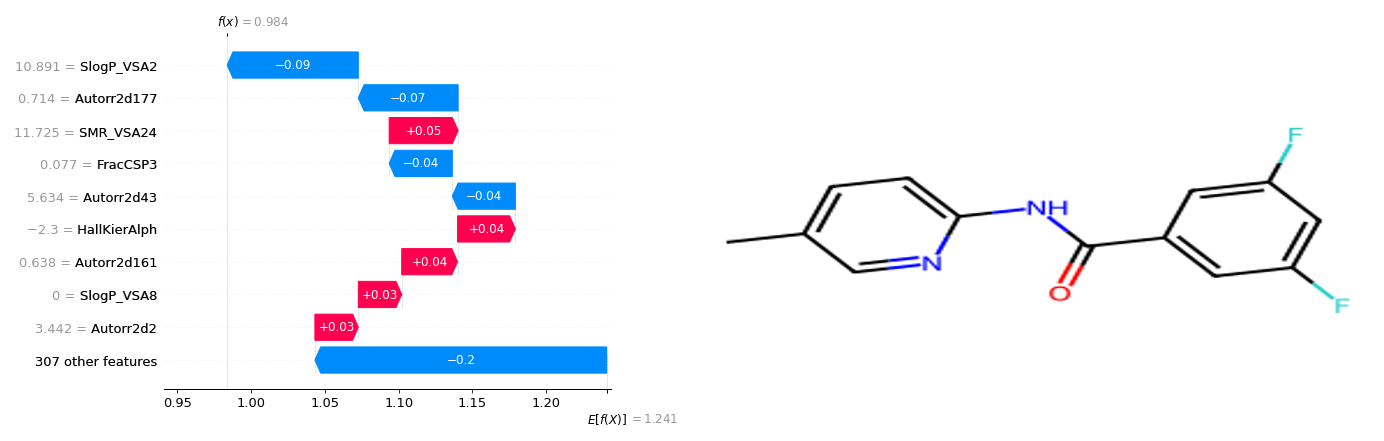 f(x) = 0.984
10.891 = SlogP_VSA2
−0.09
0.714 = Autorr2d177
−0.07
11.725 = SMR_VSA24
+0.05
0.077 = FracCSP3
−0.04
5.634 = Autorr2d43
−0.04
−2.3 = HallKierAlph
+0.04
0.638 = Autorr2d161
+0.04
0 = SlogP_VSA8
+0.03
3.442 = Autorr2d2
+0.03
307 other features
−0.2
0.95 1.00 1.05 1.10 1.15 1.20
E[f(X)] = 1.241
F
NH
N
O
F